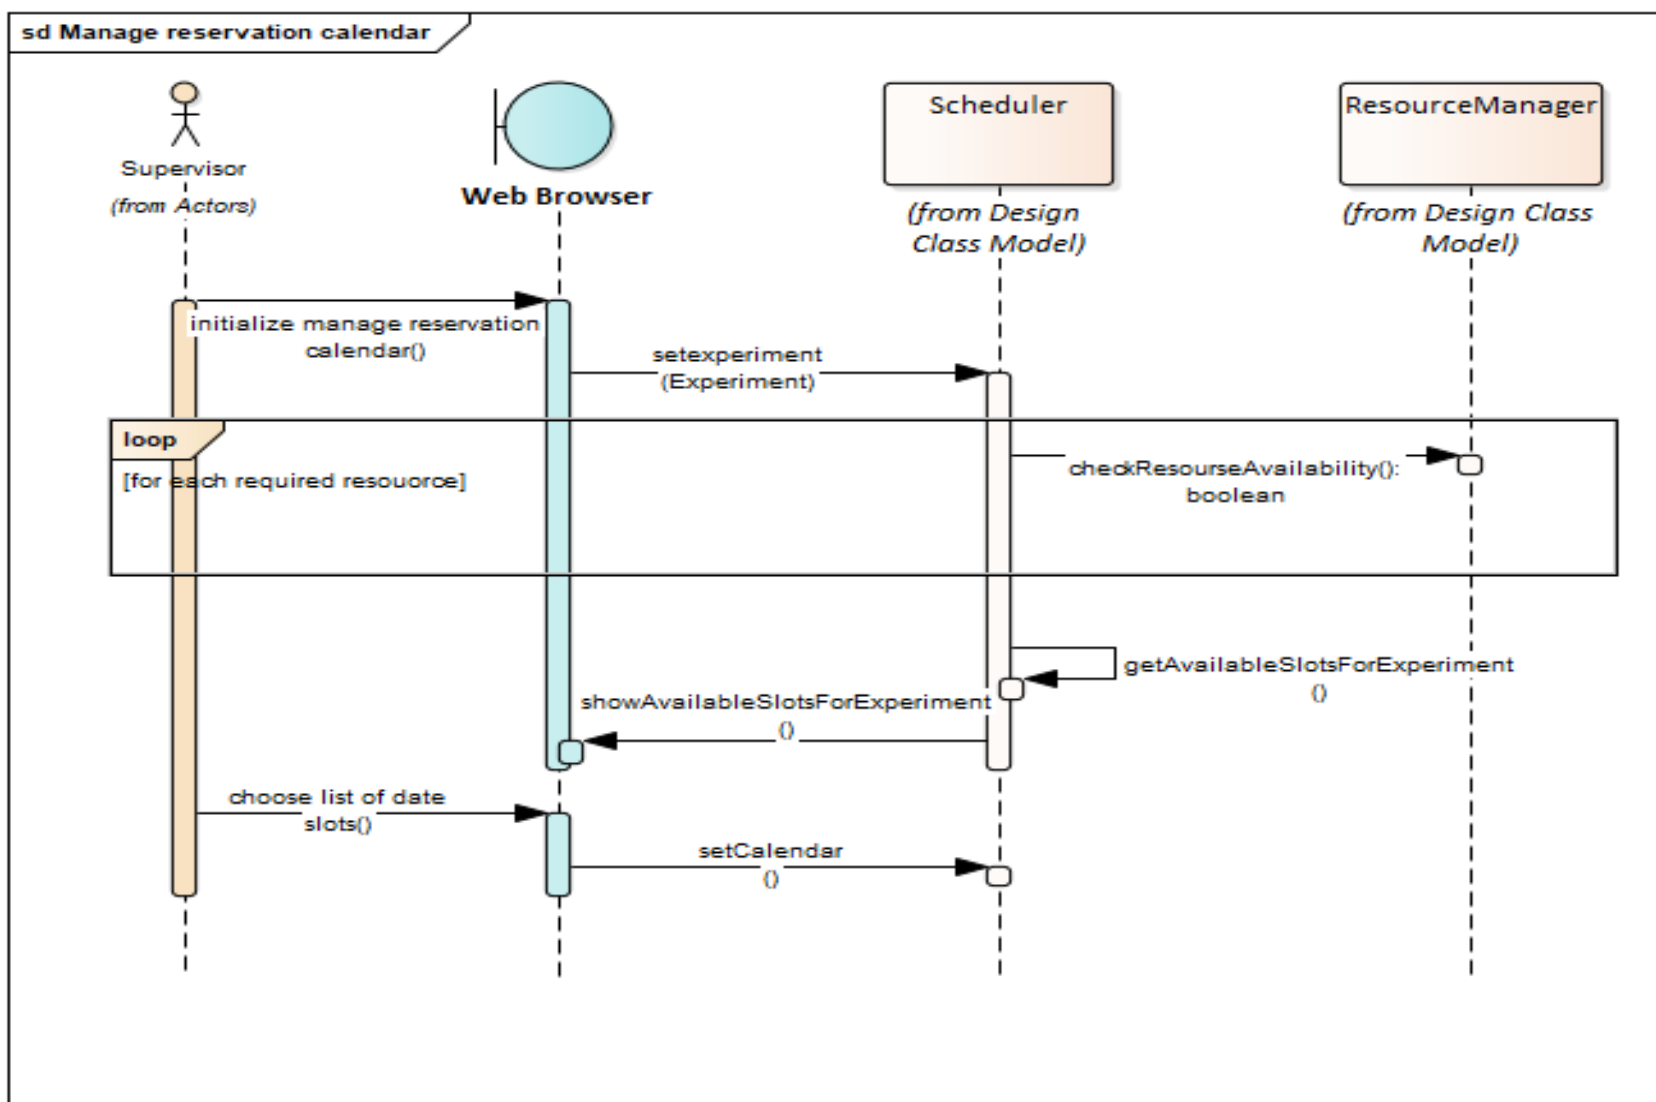 sd Manage reservation calendar
Supervisor
(from Actors)
Web Browser
Scheduler
(from Design
Class Model)
ResourceManager
(from Design Class
Model)
initialize manage reservation
calendar()
setexperiment
(Experiment)
loop
[for each required resouorce]
checkResourseAvailability():
boolean
getAvailableSlotsForExperiment
()
showAvailableSlotsForExperiment
()
choose list of date
slots()
setCalendar
()